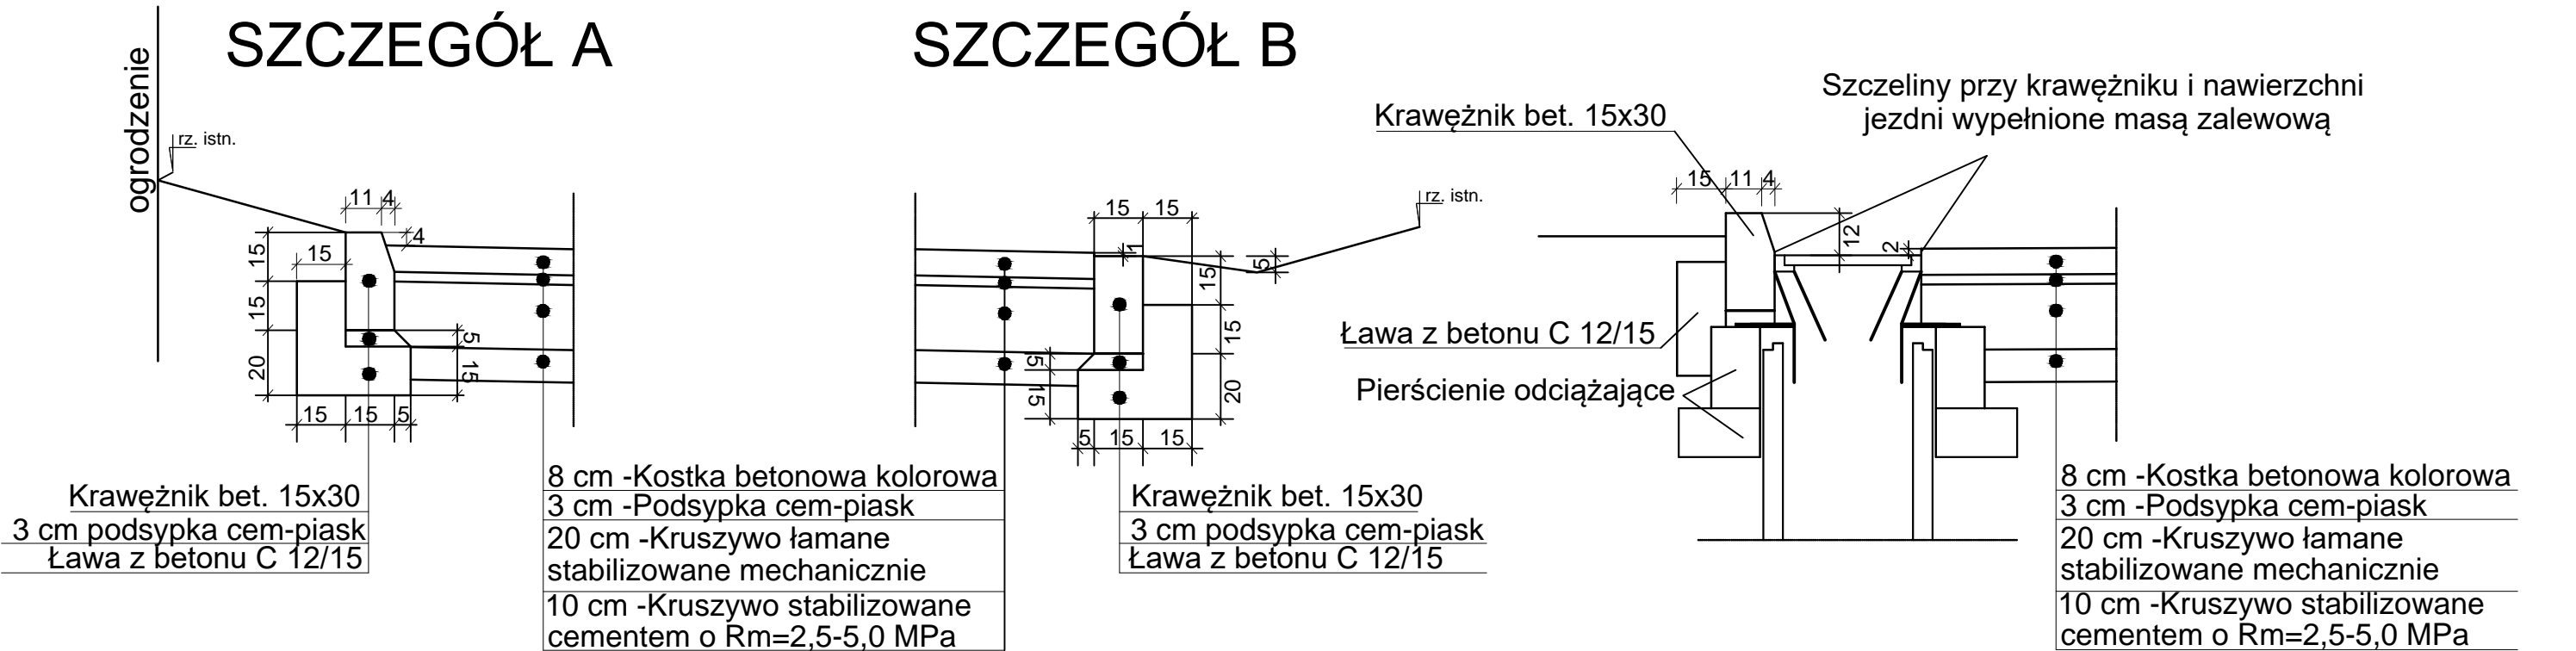 SZCZEGÓŁ A
ogrodzenie
rz. istn.
11 4
4
15
15
15
20
5
15
15 15 5
Krawężnik bet. 15x30
3 cm podsypka cem-piask
Ława z betonu C 12/15
8 cm -Kostka betonowa kolorowa
3 cm -Podsypka cem-piask
20 cm -Kruszywo łamane
stabilizowane mechanicznie
10 cm -Kruszywo stabilizowane
cementem o Rm=2,5-5,0 MPa
SZCZEGÓŁ B
rz. istn.
15 15
1
5
15
15
20
5
15
5 15 15
Krawężnik bet. 15x30
3 cm podsypka cem-piask
Ława z betonu C 12/15
Krawężnik bet. 15x30
Szczeliny przy krawężniku i nawierzchni
jezdni wypełnione masą zalewową
15 11 4
12
2
Ława z betonu C 12/15
Pierścienie odciążające
8 cm -Kostka betonowa kolorowa
3 cm -Podsypka cem-piask
20 cm -Kruszywo łamane
stabilizowane mechanicznie
10 cm -Kruszywo stabilizowane
cementem o Rm=2,5-5,0 MPa